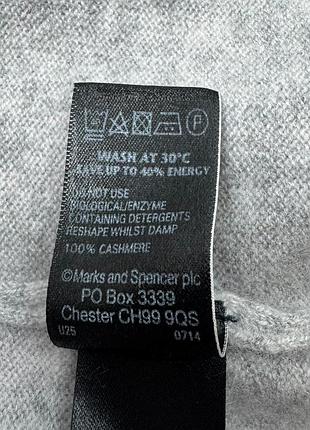 P
WASH AT 30°C
SAVE UP TO 40% ENERGY
DO NOT USE
BIOLOGICAL/ENZYME
CONTAINING DETERGENTS
RESHAPE WHILST DAMP
100% CASHMERE
©Marks and Spencer plc
PO Box 3339
Chester CH99 9QS
U25 0714